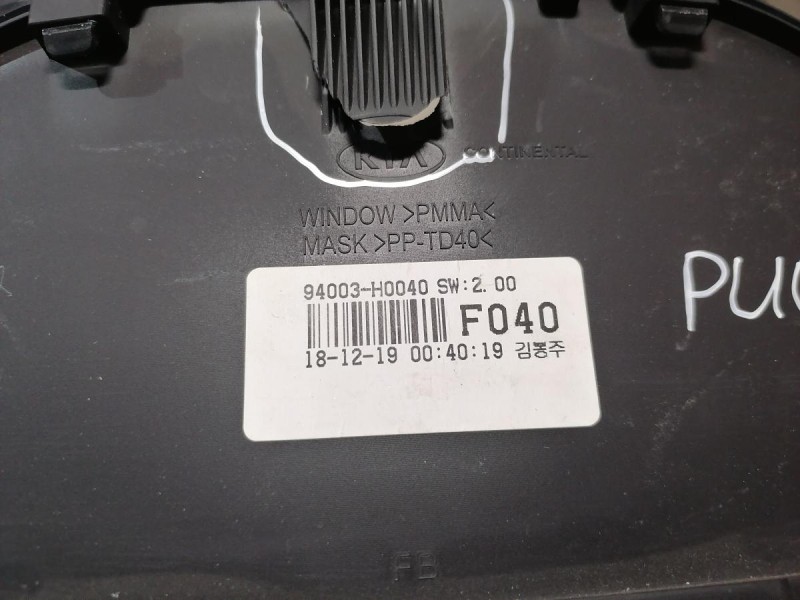 KIA CONTINENTAL
WINDOW >PMMA<
MASK >PP-TD40<
94003-H0040 SW:2.00
F040
18-12-19 00:40:19 김봉주
FB